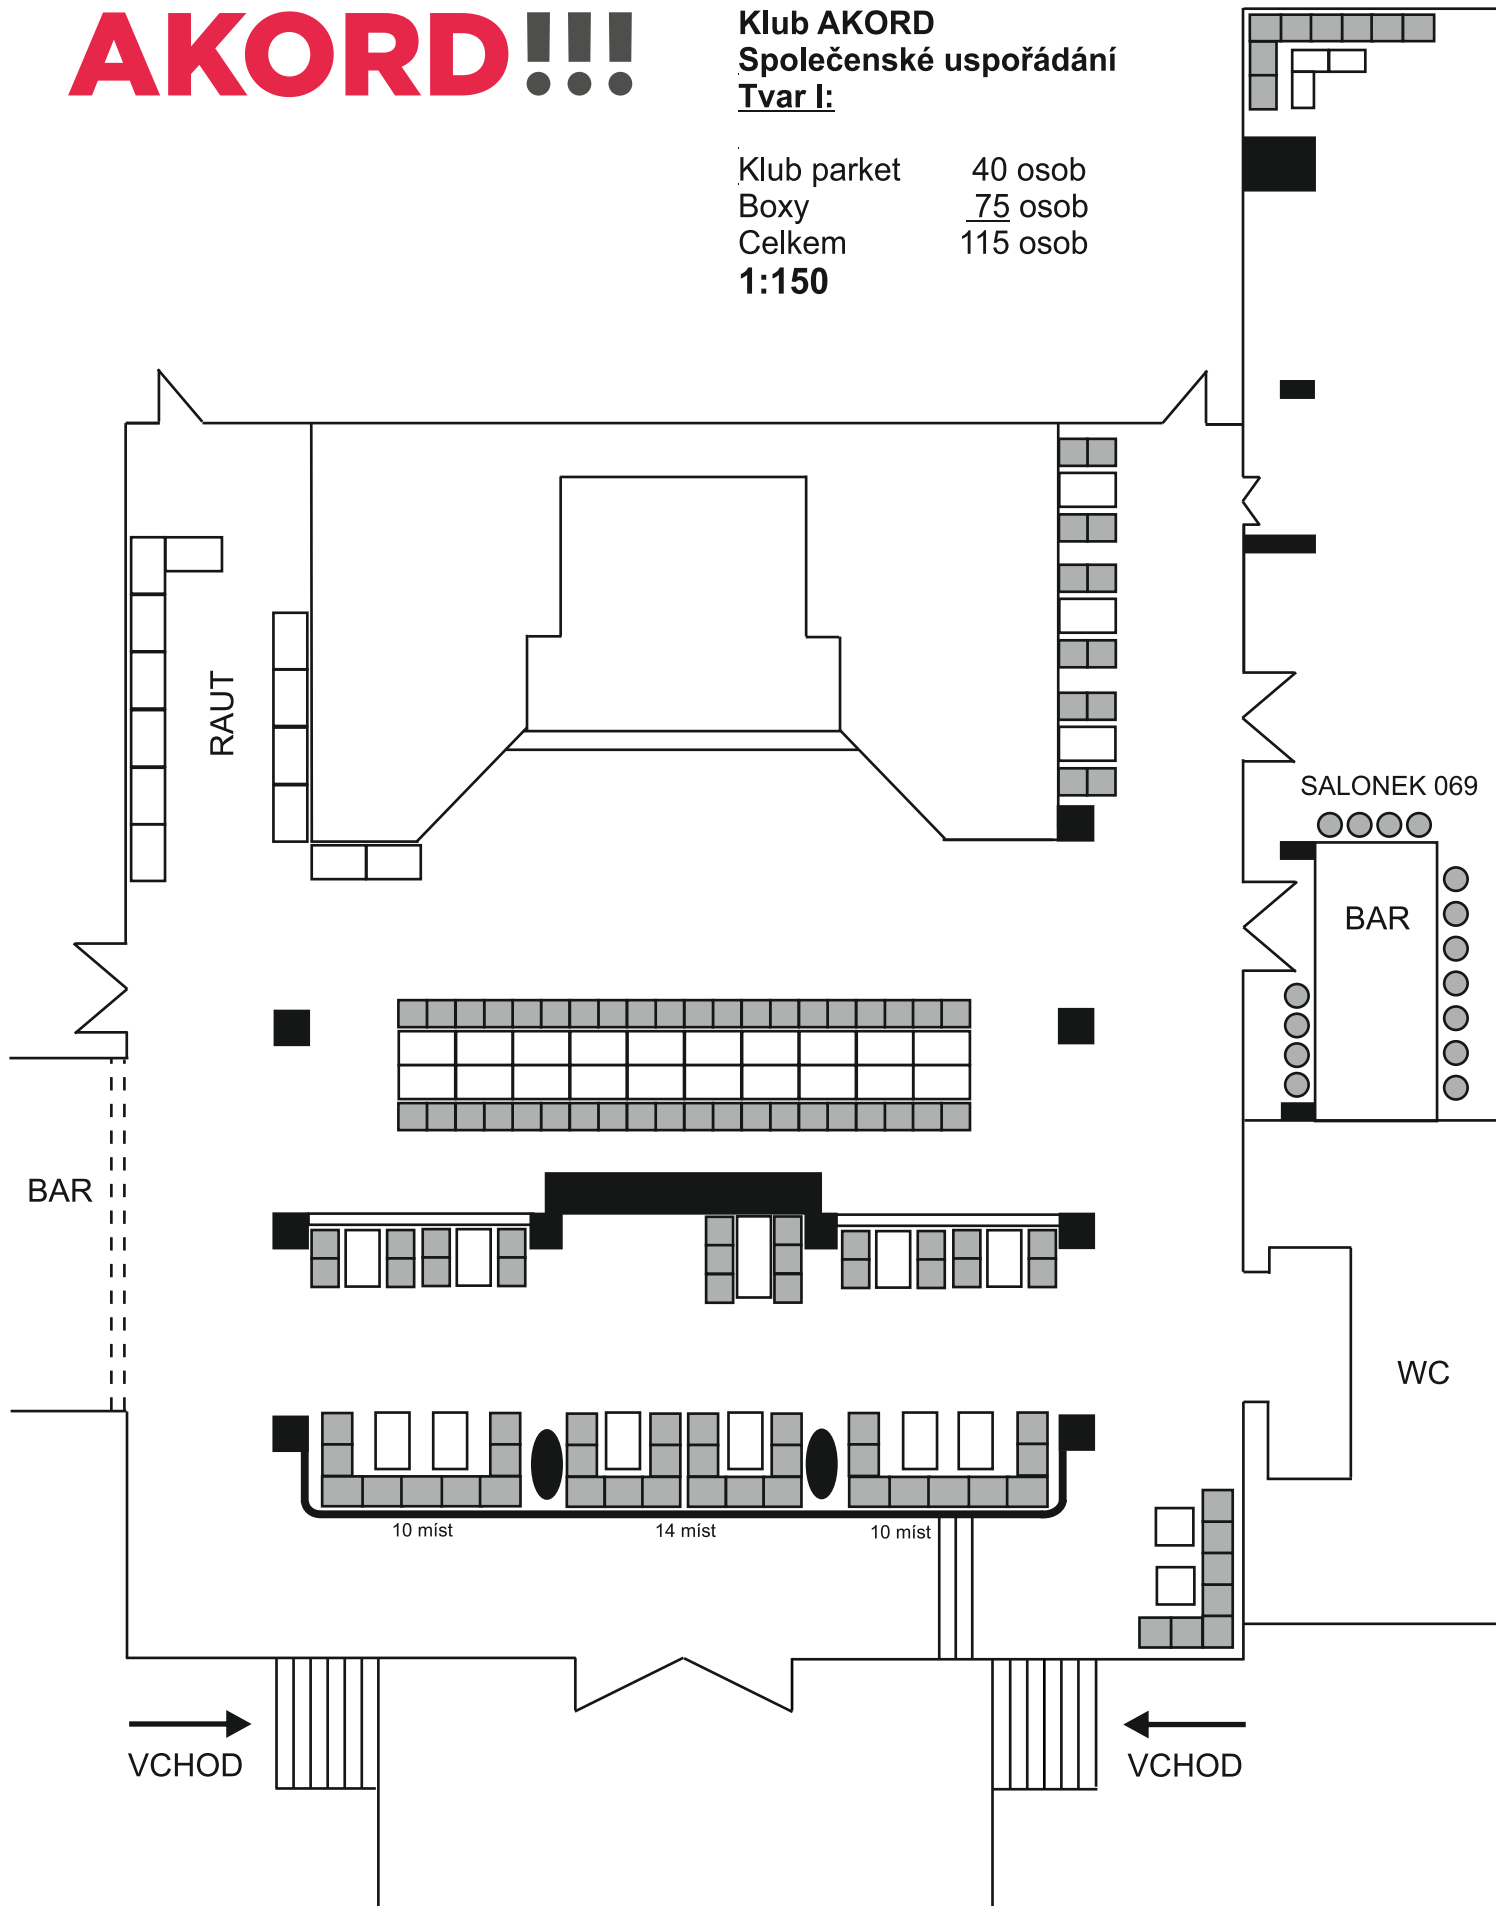 AKORD!!!
Klub AKORD
Společenské uspořádání
Tvar I:
Klub parket 40 osob
Boxy 75 osob
Celkem 115 osob
1:150
RAUT
SALONEK 069
BAR
BAR
WC
10 míst
14 míst
10 míst
VCHOD
VCHOD